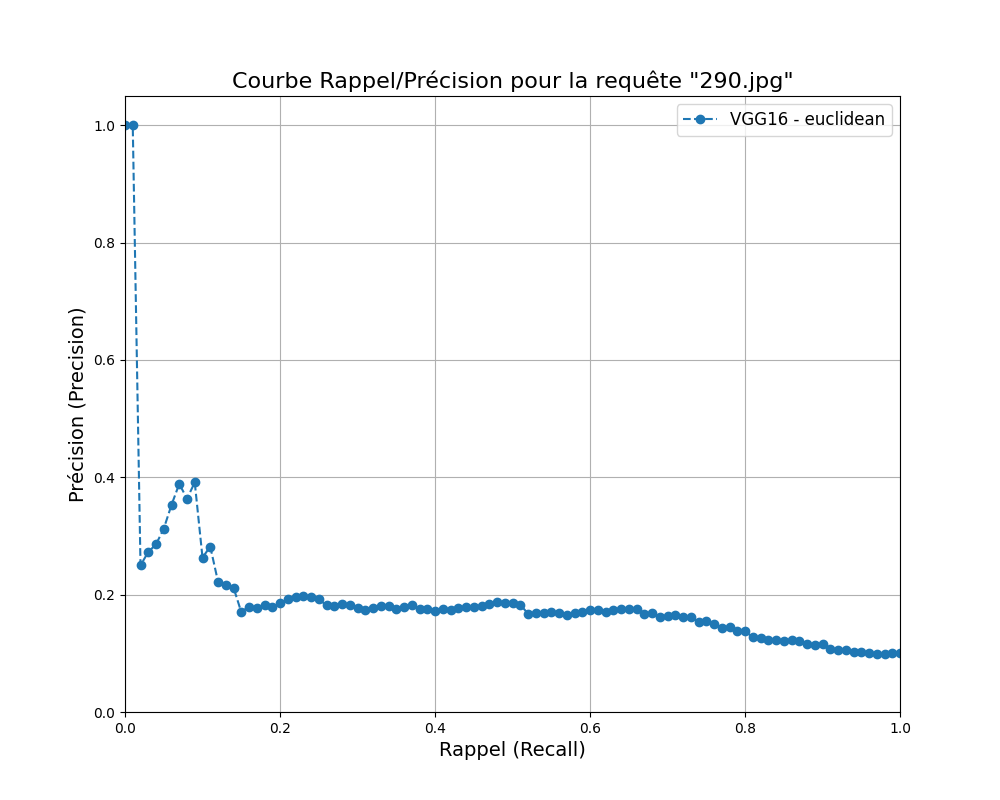 Courbe Rappel/Précision pour la requête "290.jpg"
VGG16 - euclidean
Précision (Precision)
1.0
0.8
0.6
0.4
0.2
0.0
0.0 0.2 0.4 0.6 0.8 1.0
Rappel (Recall)